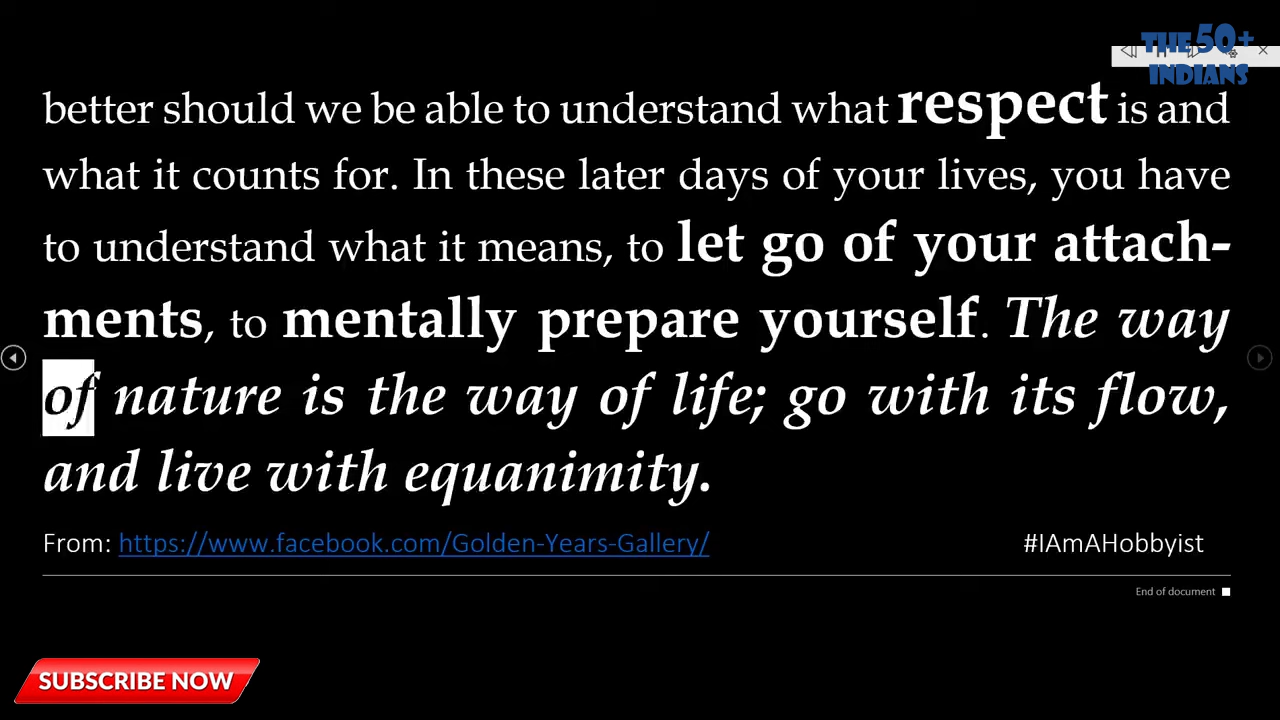 THE 50+
INDIANS
better should we be able to understand what respect is and
what it counts for. In these later days of your lives, you have
to understand what it means, to let go of your attach-
ments, to mentally prepare yourself. The way
of nature is the way of life; go with its flow,
and live with equanimity.
From: https://www.facebook.com/Golden-Years-Gallery/ #IAmAHobbyist
End of document
SUBSCRIBE NOW